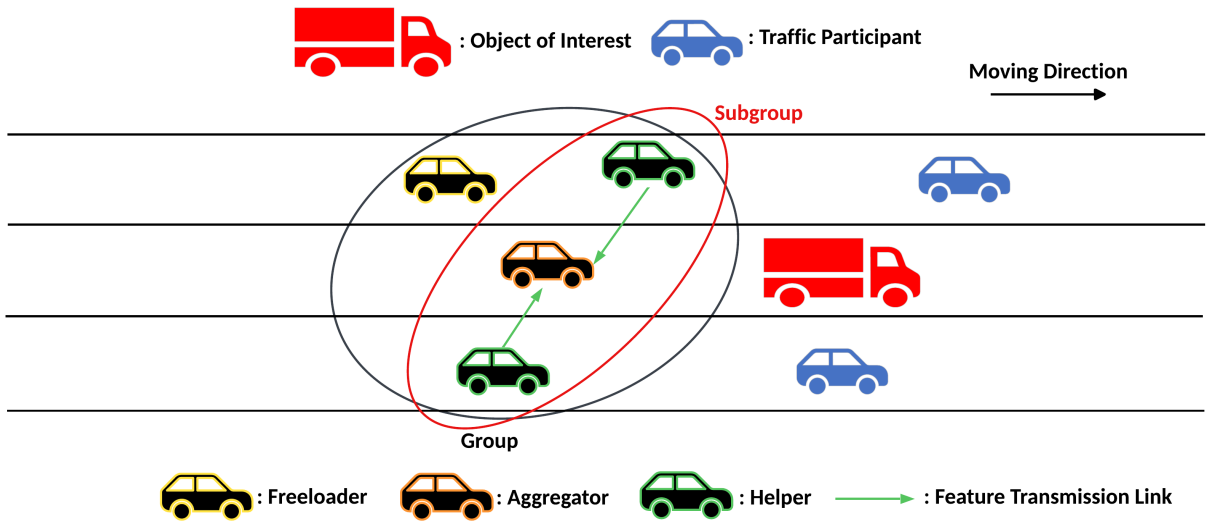 : Object of Interest
: Traffic Participant
Moving Direction
Subgroup
Group
: Freeloader
: Aggregator
: Helper
: Feature Transmission Link